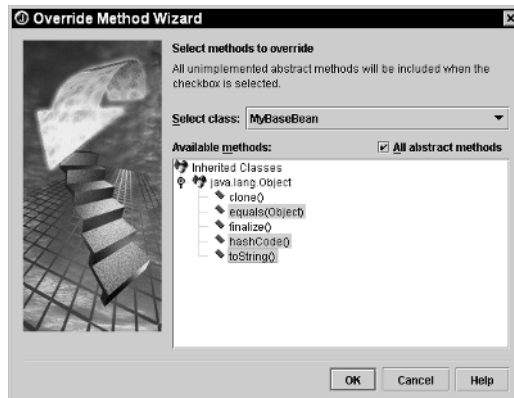 Override Method Wizard
Select methods to override
All unimplemented abstract methods will be included when the
checkbox is selected.
Select class: MyBaseBean
Available methods: All abstract methods
Inherited Classes
java.lang.Object
clone()
equals(Object)
finalize()
hashCode()
toString()
OK Cancel Help